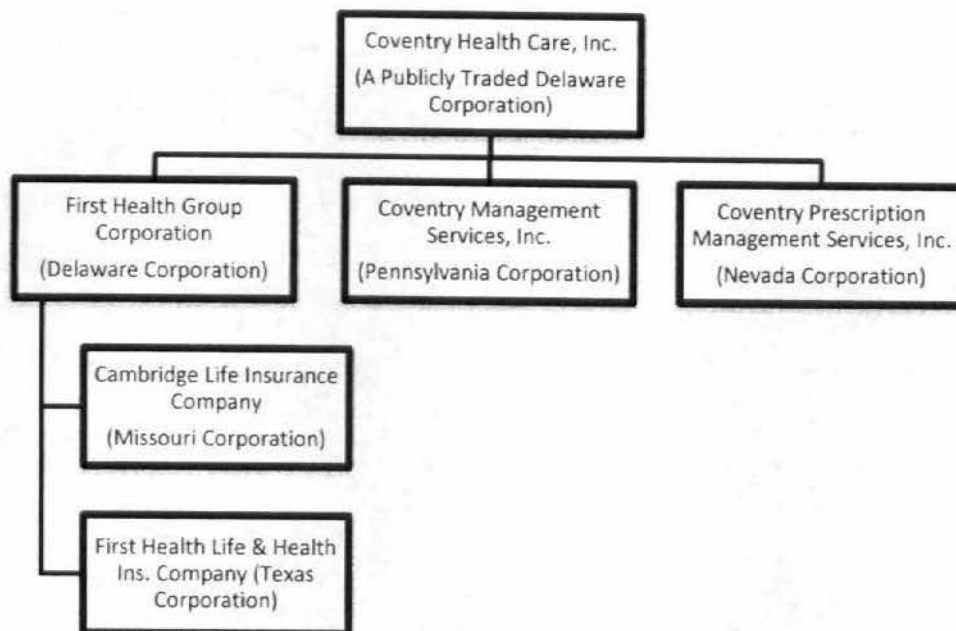 Coventry Health Care, Inc.
(A Publicly Traded Delaware
Corporation)
First Health Group
Corporation
(Delaware Corporation)
Coventry Management
Services, Inc.
(Pennsylvania Corporation)
Coventry Prescription
Management Services, Inc.
(Nevada Corporation)
Cambridge Life Insurance
Company
(Missouri Corporation)
First Health Life & Health
Ins. Company (Texas
Corporation)